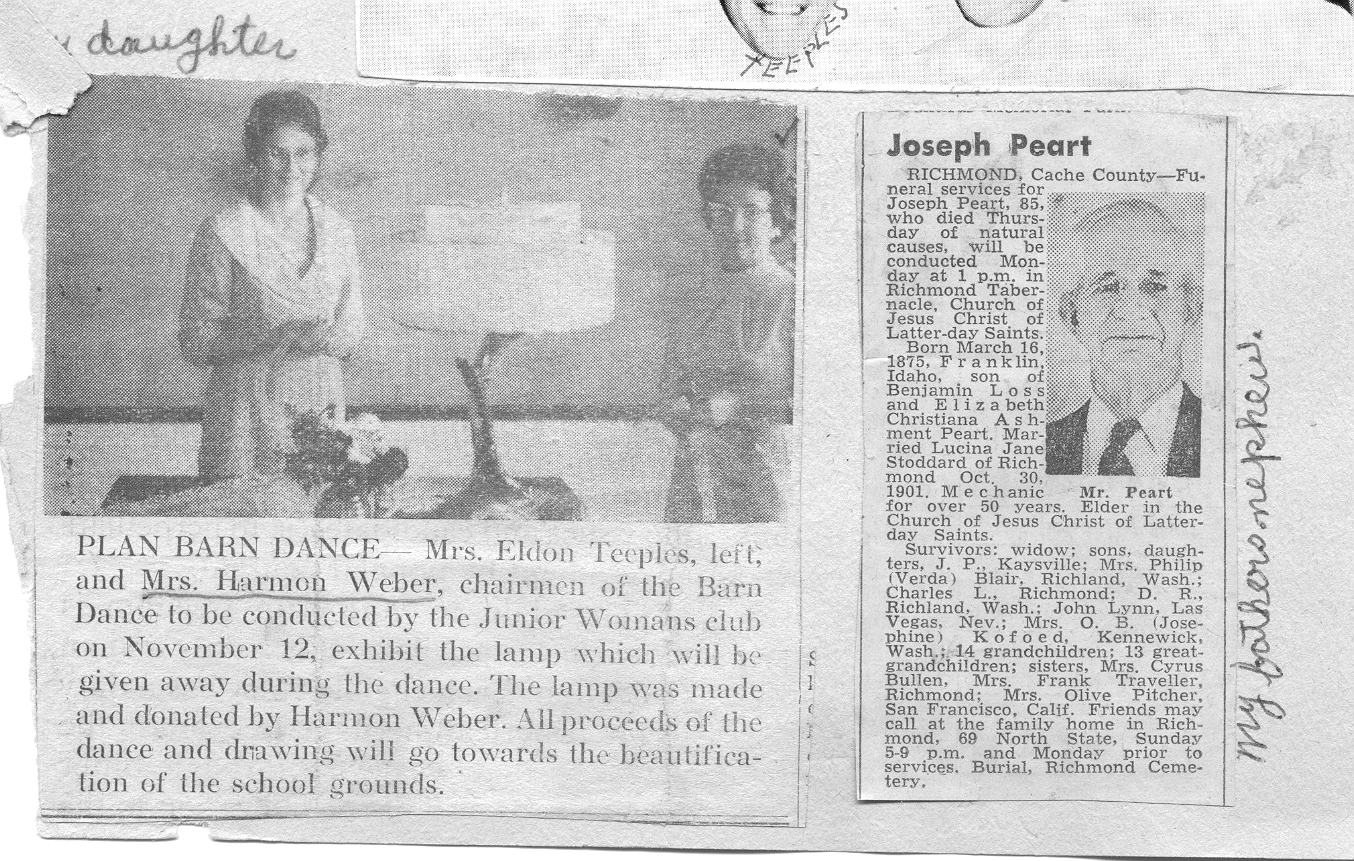 daughter
TEEPLES
PLAN BARN DANCE— Mrs. Eldon Teeples, left,
and Mrs. Harmon Weber, chairmen of the Barn
Dance to be conducted by the Junior Womans club
on November 12, exhibit the lamp which will be
given away during the dance. The lamp was made
and donated by Harmon Weber. All proceeds of the
dance and drawing will go towards the beautifica-
tion of the school grounds.
Joseph Peart
RICHMOND, Cache County—Fu-
neral services for
Joseph Peart, 85,
who died Thurs-
day of natural
causes, will be
conducted Mon-
day at 1 p.m. in
Richmond Taber-
nacle, Church of
Jesus Christ of
Latter-day Saints.
Born March 16,
1875, Franklin,
Idaho, son of
Benjamin Loss
and Elizabeth
Christiana Ash-
ment Peart. Mar-
ried Lucina Jane
Stoddard of Rich-
mond Oct. 30,
1901. Mechanic
Mr. Peart
for over 50 years. Elder in the
Church of Jesus Christ of Latter-
day Saints.
Survivors: widow; sons, daugh-
ters, J. P., Kaysville; Mrs. Philip
(Verda) Blair, Richland, Wash.;
Charles L., Richmond; D. R.,
Richland, Wash.; John Lynn, Las
Vegas, Nev.; Mrs. O. B. (Jose-
phine) Kofoed, Kennewick,
Wash.; 14 grandchildren; 13 great-
grandchildren; sisters, Mrs. Cyrus
Bullen, Mrs. Frank Traveller,
Richmond; Mrs. Olive Pitcher,
San Francisco, Calif. Friends may
call at the family home in Rich-
mond, 69 North State, Sunday
5-9 p.m. and Monday prior to
services. Burial, Richmond Ceme-
tery.
My fathers nephew.